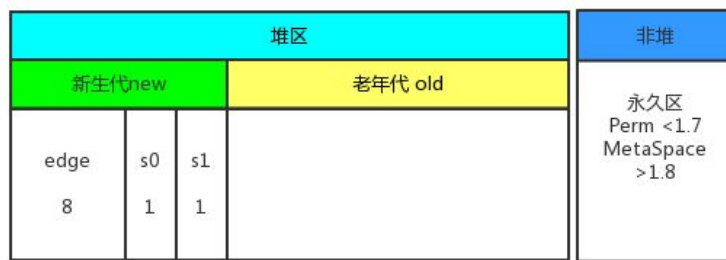 堆区
非堆
新生代new
老年代 old
永久区
Perm <1.7
MetaSpace
>1.8
edge
s0
s1
8
1
1